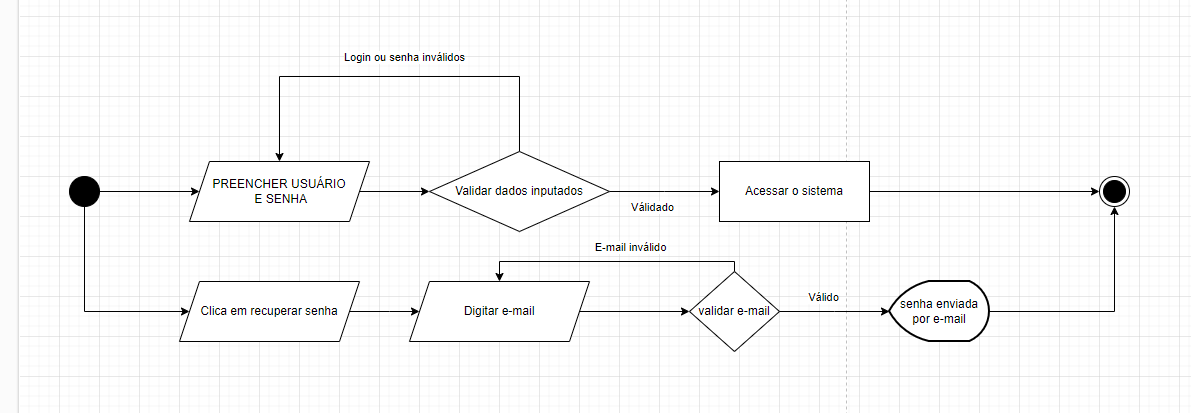 Login ou senha inválidos
PREENCHER USUÁRIO
E SENHA
Validar dados inputados
Acessar o sistema
Válidado
E-mail inválido
Clica em recuperar senha
Digitar e-mail
validar e-mail
Válido
senha enviada
por e-mail